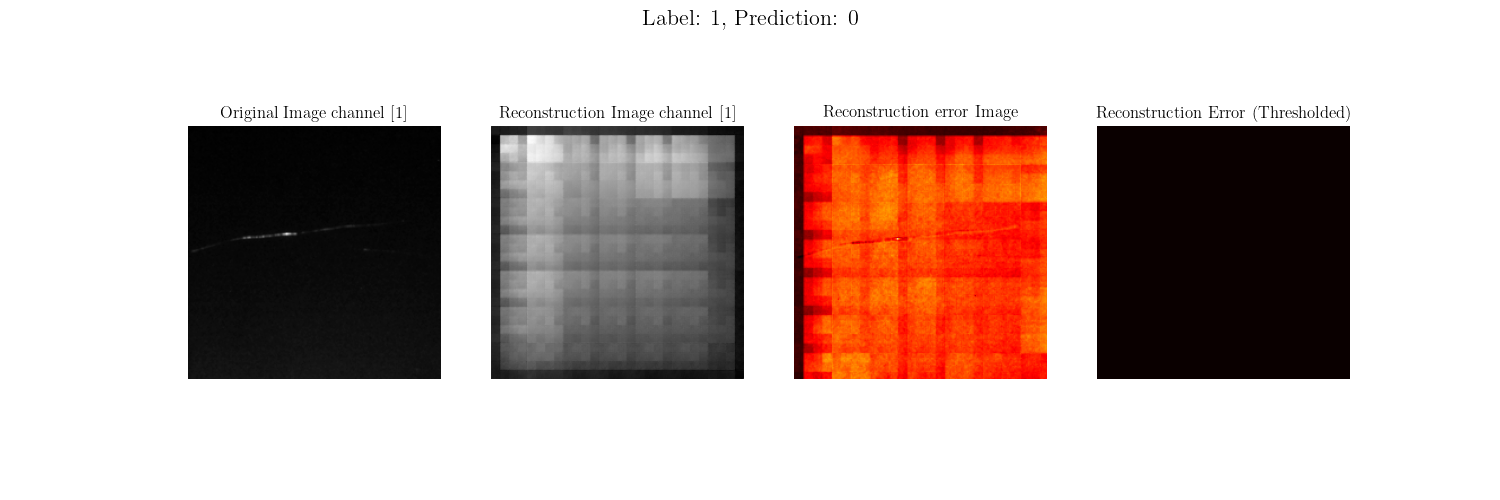 Label: 1, Prediction: 0
Original Image channel [1]
Reconstruction Image channel [1]
Reconstruction error Image
Reconstruction Error (Thresholded)